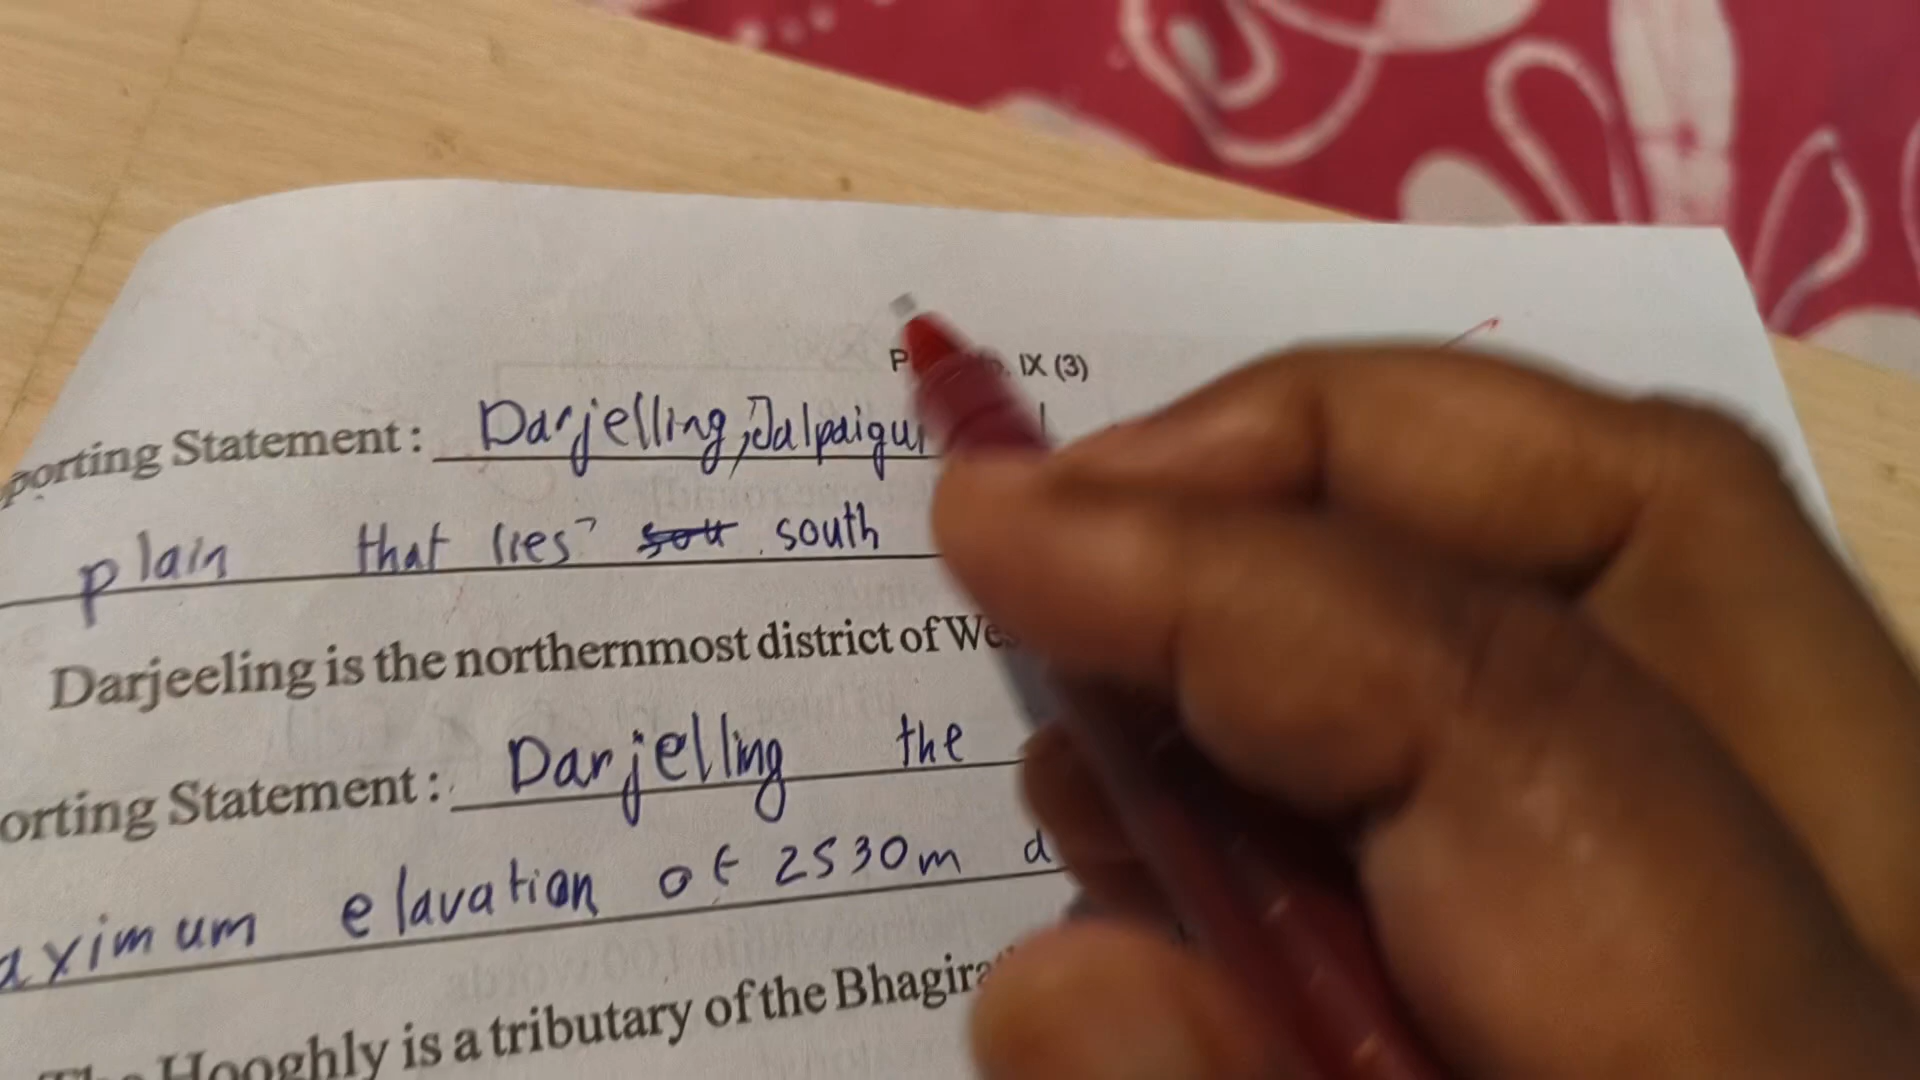 IX (3)
porting Statement : Darjelling, Jalpaigu
plain that lies south
Darjeeling is the northernmost district of We
orting Statement : Darjelling the
aximum elavation of 2530m
Hooghly is a tributary of the Bhagira